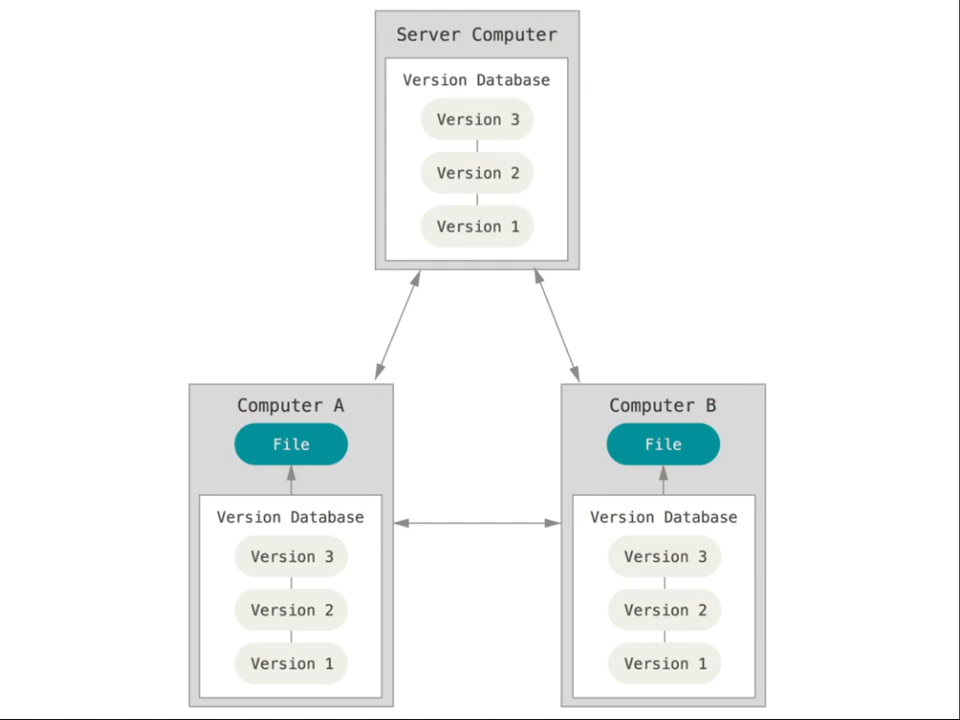 Server Computer
Version Database
Version 3
Version 2
Version 1
Computer A
File
Version Database
Version 3
Version 2
Version 1
Computer B
File
Version Database
Version 3
Version 2
Version 1